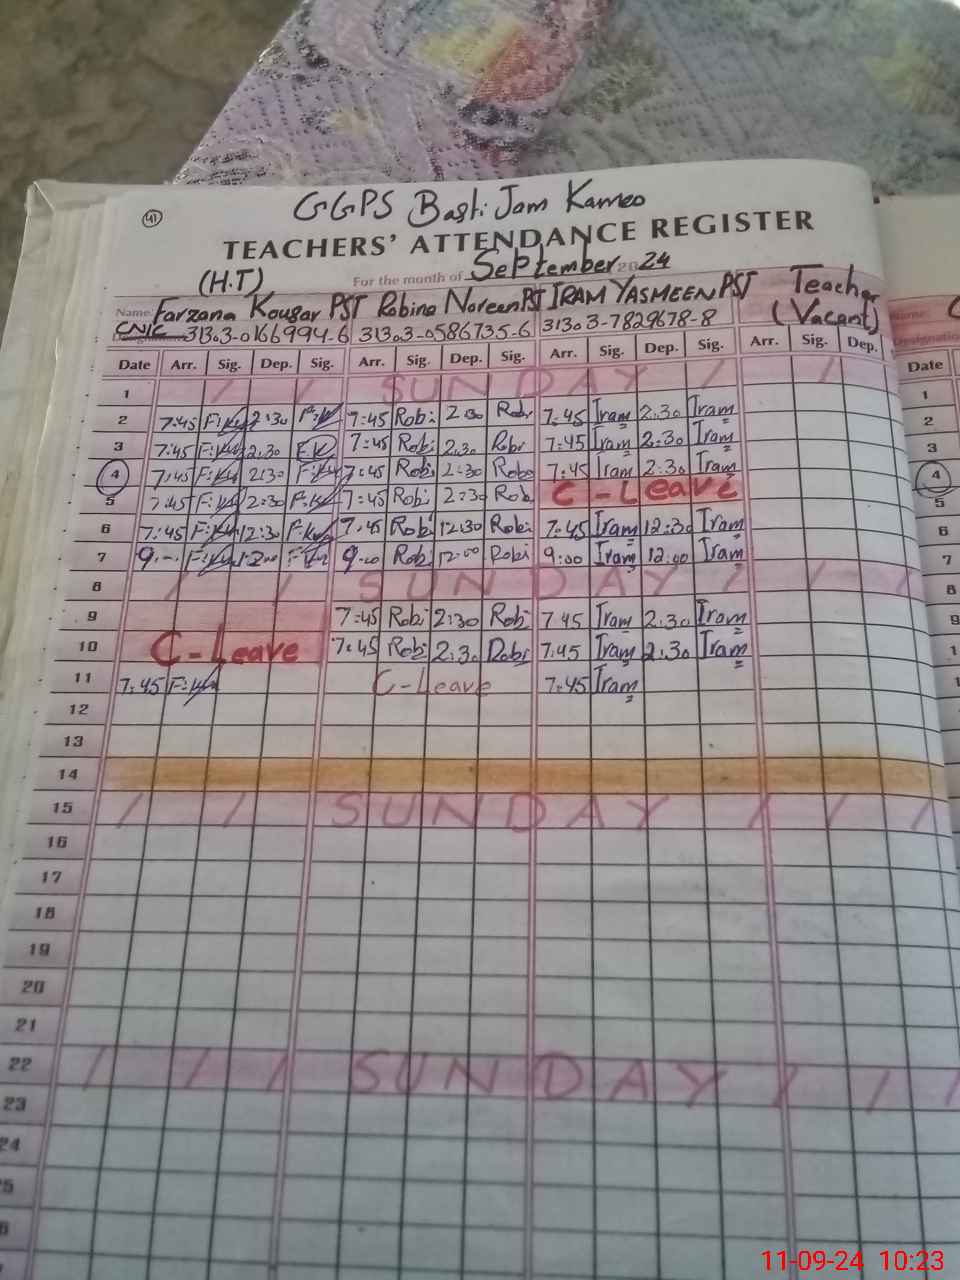 41
GGPS Basti Jam Kameo
TEACHERS' ATTENDANCE REGISTER
(H.T) For the month of September 2024
Name: Farzana Kousar PST Robina Noreen PST IRAM YASMEEN PST Teacher (Vacant) Name:
CNIC 31303-0166994-6 31303-0586735-6 31303-7829678-8 Designation
Date Arr. Sig. Dep. Sig. Arr. Sig. Dep. Sig. Arr. Sig. Dep. Sig. Arr. Sig. Dep. Date
1 / / SUNDAY / / 1
2 7:45 2:30 7:45 Robi 2:30 Robi 7:45 Iram 2:30 Iram 2
3 7:45 2:30 F.K 7:45 Robi 2:30 Robi 7:45 Iram 2:30 Iram 3
4 7:45 2:30 7:45 Robi 2:30 Robi 7:45 Iram 2:30 Iram 4
5 7:45 2:30 7:45 Robi 2:30 Rob C-Leave 5
6 7:45 12:30 7:45 Robi 12:30 Robi 7:45 Iram 12:30 Iram 6
7 9:00 12:00 9:00 Robi 12:00 Robi 9:00 Iram 12:00 Iram 7
8 / / SUNDAY / / / 8
9 7:45 Robi 2:30 Robi 7:45 Iram 2:30 Iram 9
10 C-Leave 7:45 Robi 2:30 Robi 7:45 Iram 2:30 Iram
11 7:45 C-Leave 7:45 Iram
12
13
14
15 / / SUNDAY / / /
16
17
18
19
20
21
22 / / / SUNDAY / / /
23
24
11-09-24 10:23